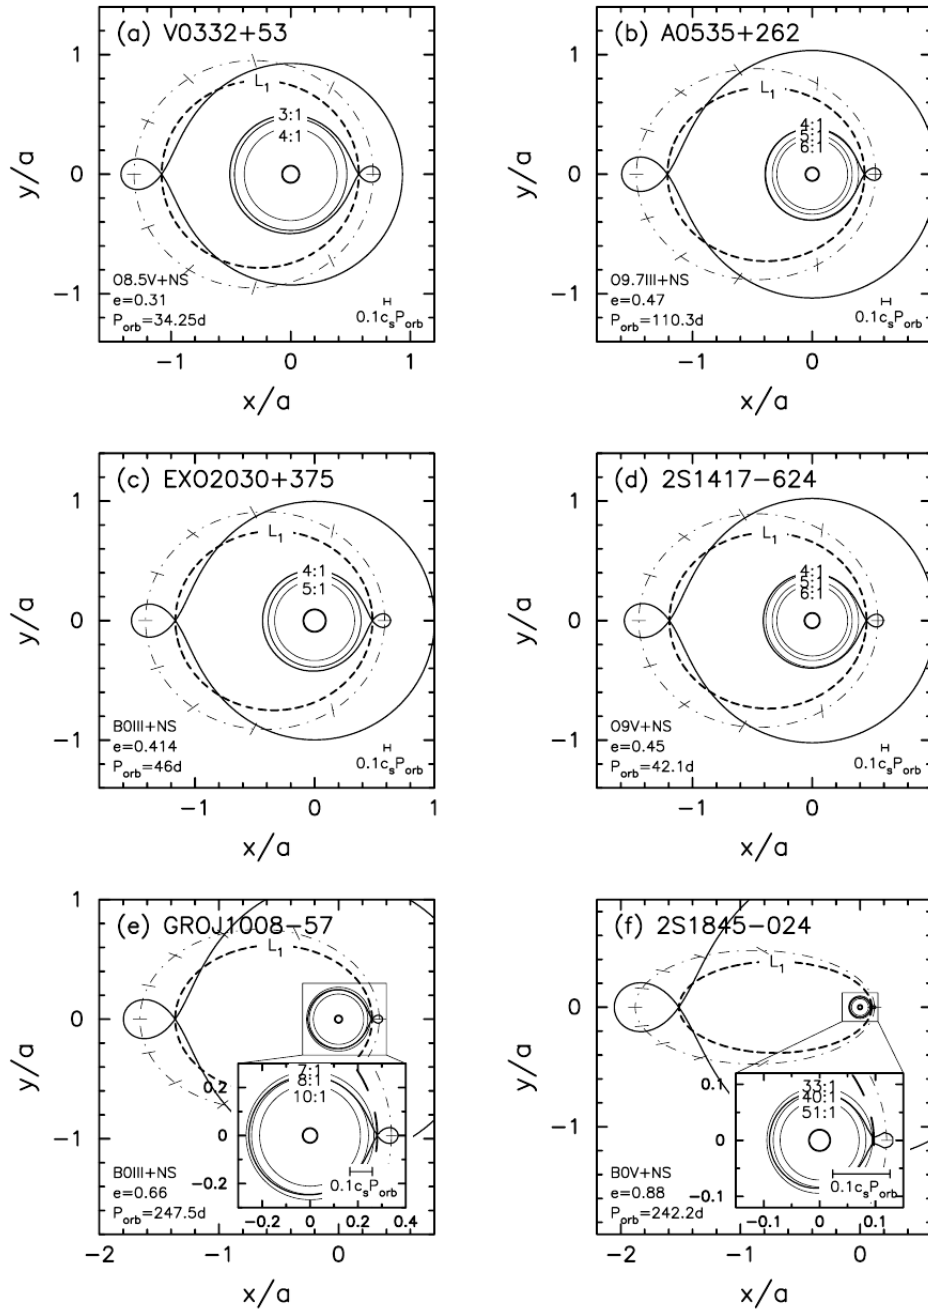 (a) V0332+53
1
0
−1
y/a
L1
3:1
4:1
O8.5V+NS
e=0.31
Porb=34.25d
0.1csPorb
−1 0 1
x/a
(b) A0535+262
1
0
−1
y/a
L1
4:1
5:1
6:1
O9.7III+NS
e=0.47
Porb=110.3d
0.1csPorb
−1 0
x/a
(c) EXO2030+375
1
0
−1
y/a
L1
4:1
5:1
B0III+NS
e=0.414
Porb=46d
0.1csPorb
−1 0 1
x/a
(d) 2S1417−624
1
0
−1
y/a
L1
4:1
5:1
6:1
O9V+NS
e=0.45
Porb=42.1d
0.1csPorb
−1 0
x/a
(e) GROJ1008−57
1
0
−1
y/a
L1
7:1
8:1
10:1
0.2
0
−0.2
0.1csPorb
−0.2 0 0.2 0.4
B0III+NS
e=0.66
Porb=247.5d
−2 −1 0
x/a
(f) 2S1845−024
1
0
−1
y/a
L1
33:1
40:1
51:1
0.1
0
−0.1
0.1csPorb
−0.1 0 0.1
B0V+NS
e=0.88
Porb=242.2d
−2 −1 0
x/a